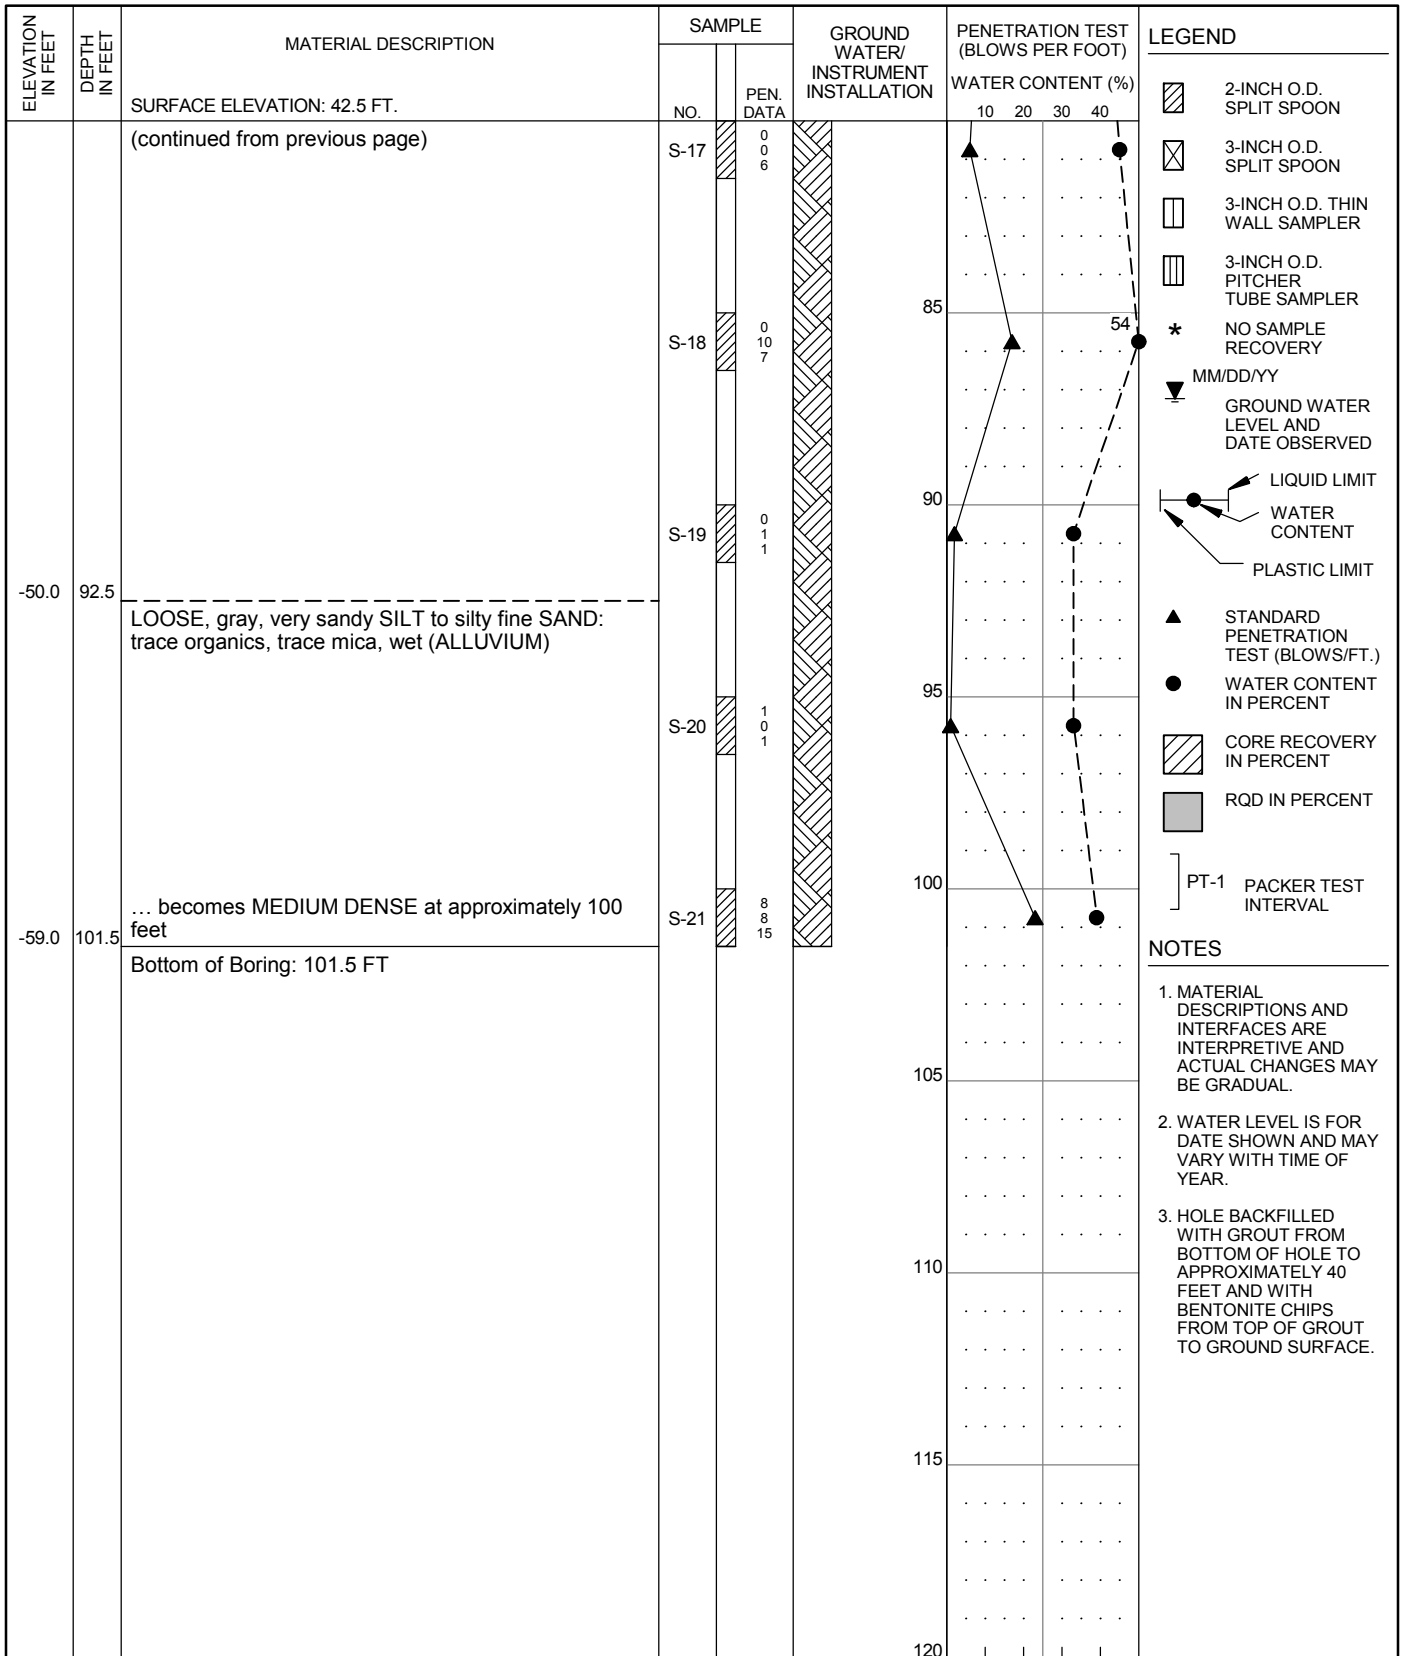 ELEVATION
IN FEET
DEPTH
IN FEET
MATERIAL DESCRIPTION
SURFACE ELEVATION: 42.5 FT.
SAMPLE
NO.
PEN.
DATA
GROUND
WATER/
INSTRUMENT
INSTALLATION
PENETRATION TEST
(BLOWS PER FOOT)
WATER CONTENT (%)
10 20 30 40
(continued from previous page)
S-17
0
0
6
85
54
S-18
0
10
7
90
S-19
0
1
1
-50.0 92.5
LOOSE, gray, very sandy SILT to silty fine SAND:
trace organics, trace mica, wet (ALLUVIUM)
95
S-20
1
0
1
100
... becomes MEDIUM DENSE at approximately 100
feet
S-21
8
8
15
-59.0 101.5
Bottom of Boring: 101.5 FT
105
110
115
120
LEGEND
2-INCH O.D.
SPLIT SPOON
3-INCH O.D.
SPLIT SPOON
3-INCH O.D. THIN
WALL SAMPLER
3-INCH O.D.
PITCHER
TUBE SAMPLER
* NO SAMPLE
RECOVERY
MM/DD/YY
GROUND WATER
LEVEL AND
DATE OBSERVED
LIQUID LIMIT
WATER
CONTENT
PLASTIC LIMIT
STANDARD
PENETRATION
TEST (BLOWS/FT.)
WATER CONTENT
IN PERCENT
CORE RECOVERY
IN PERCENT
RQD IN PERCENT
PT-1 PACKER TEST
INTERVAL
NOTES
1. MATERIAL
DESCRIPTIONS AND
INTERFACES ARE
INTERPRETIVE AND
ACTUAL CHANGES MAY
BE GRADUAL.
2. WATER LEVEL IS FOR
DATE SHOWN AND MAY
VARY WITH TIME OF
YEAR.
3. HOLE BACKFILLED
WITH GROUT FROM
BOTTOM OF HOLE TO
APPROXIMATELY 40
FEET AND WITH
BENTONITE CHIPS
FROM TOP OF GROUT
TO GROUND SURFACE.